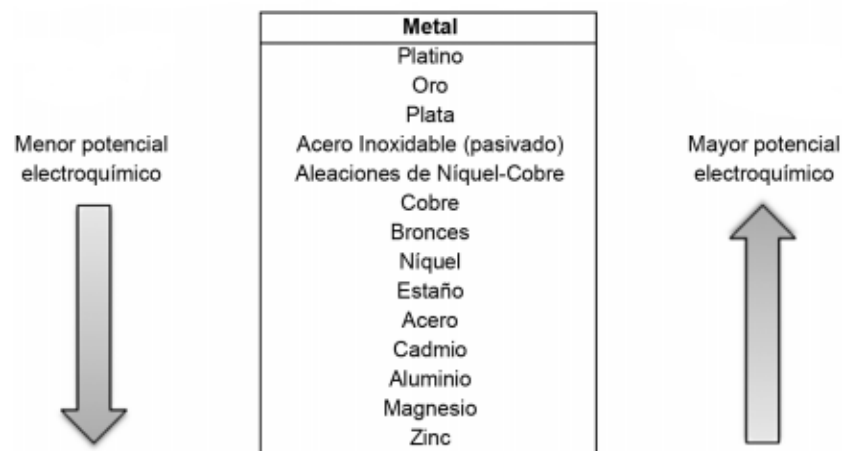 Metal
Platino
Oro
Plata
Menor potencial
electroquímico
Acero Inoxidable (pasivado)
Aleaciones de Níquel-Cobre
Mayor potencial
electroquímico
Cobre
Bronces
Níquel
Estaño
Acero
Cadmio
Aluminio
Magnesio
Zinc